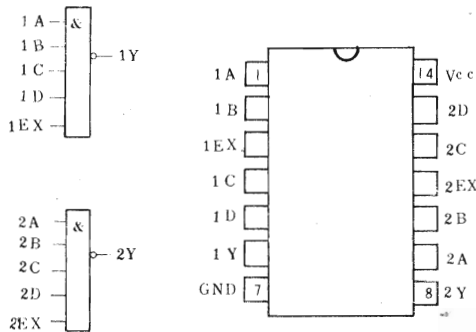 1A
&
1B
1Y
1C
1D
1EX
2A
&
2B
2Y
2C
2D
2EX
1A 1 14 Vcc
1B 2D
1EX 2C
1C 2EX
1D 2B
1Y 2A
GND 7 8 2Y